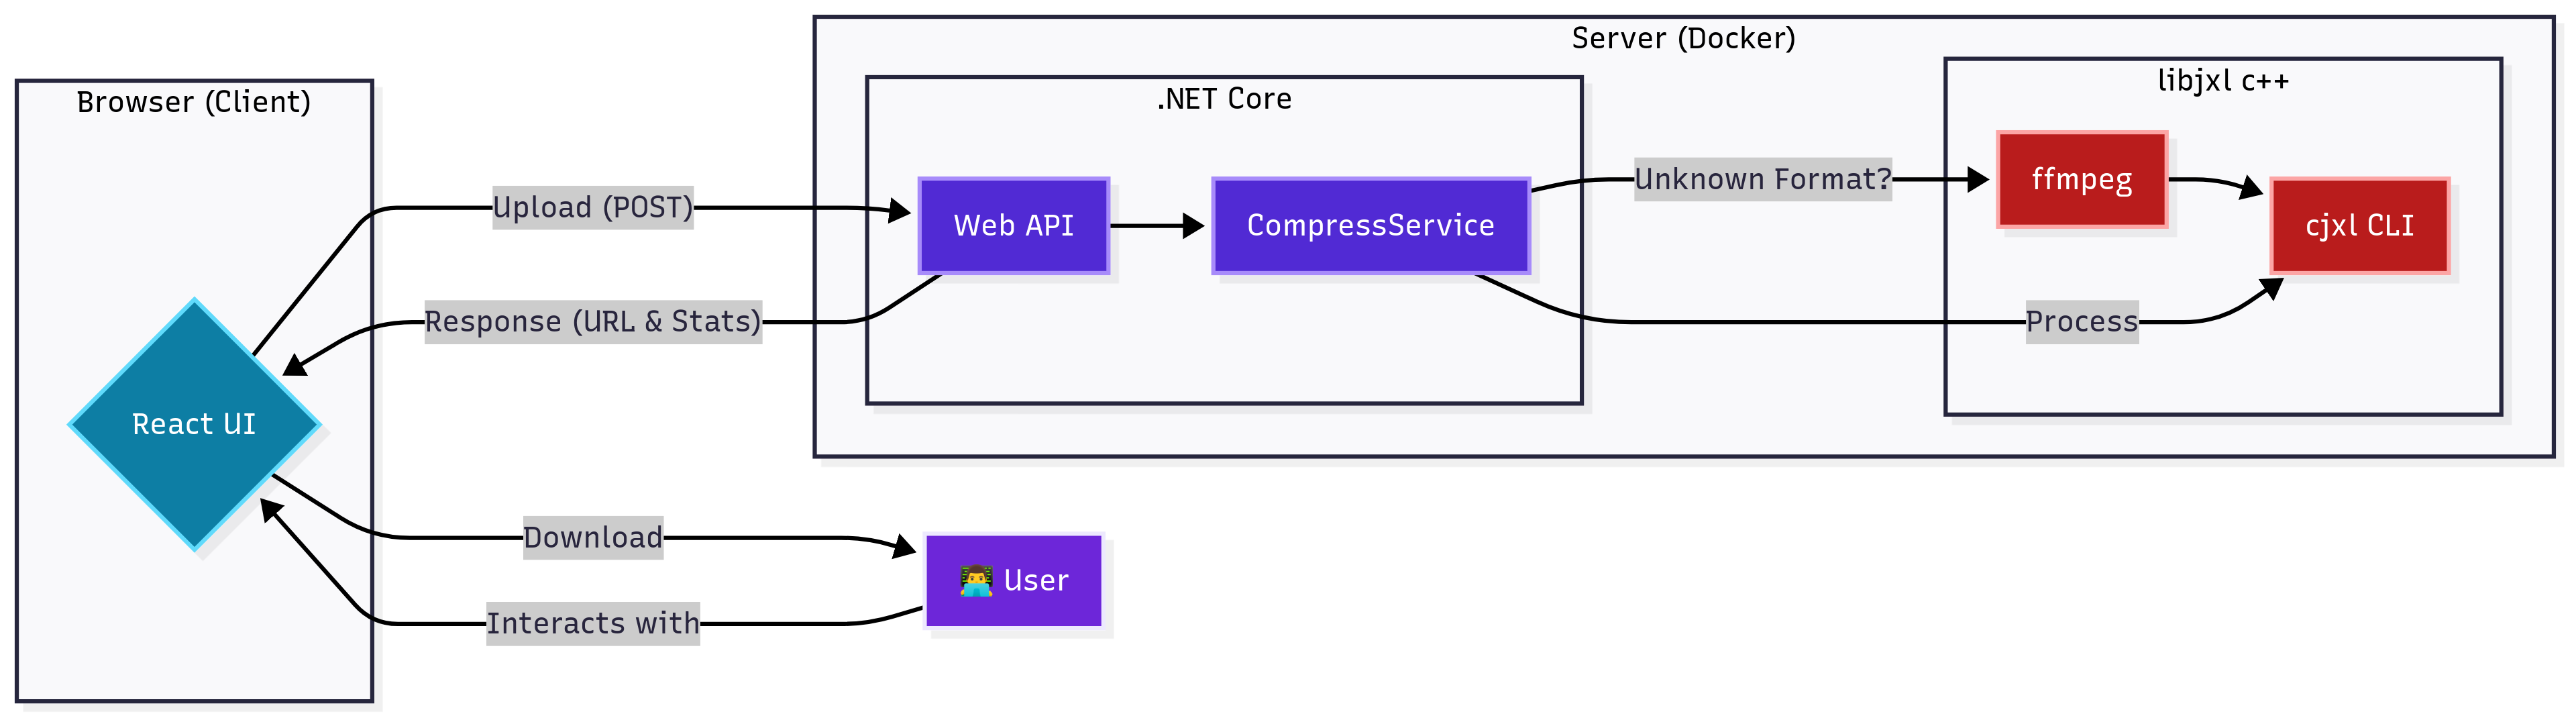 Server (Docker)
Browser (Client)
.NET Core
libjxl c++
Upload (POST)
Web API
CompressService
Unknown Format?
ffmpeg
cjxl CLI
Response (URL & Stats)
Process
React UI
Download
👨‍💻 User
Interacts with